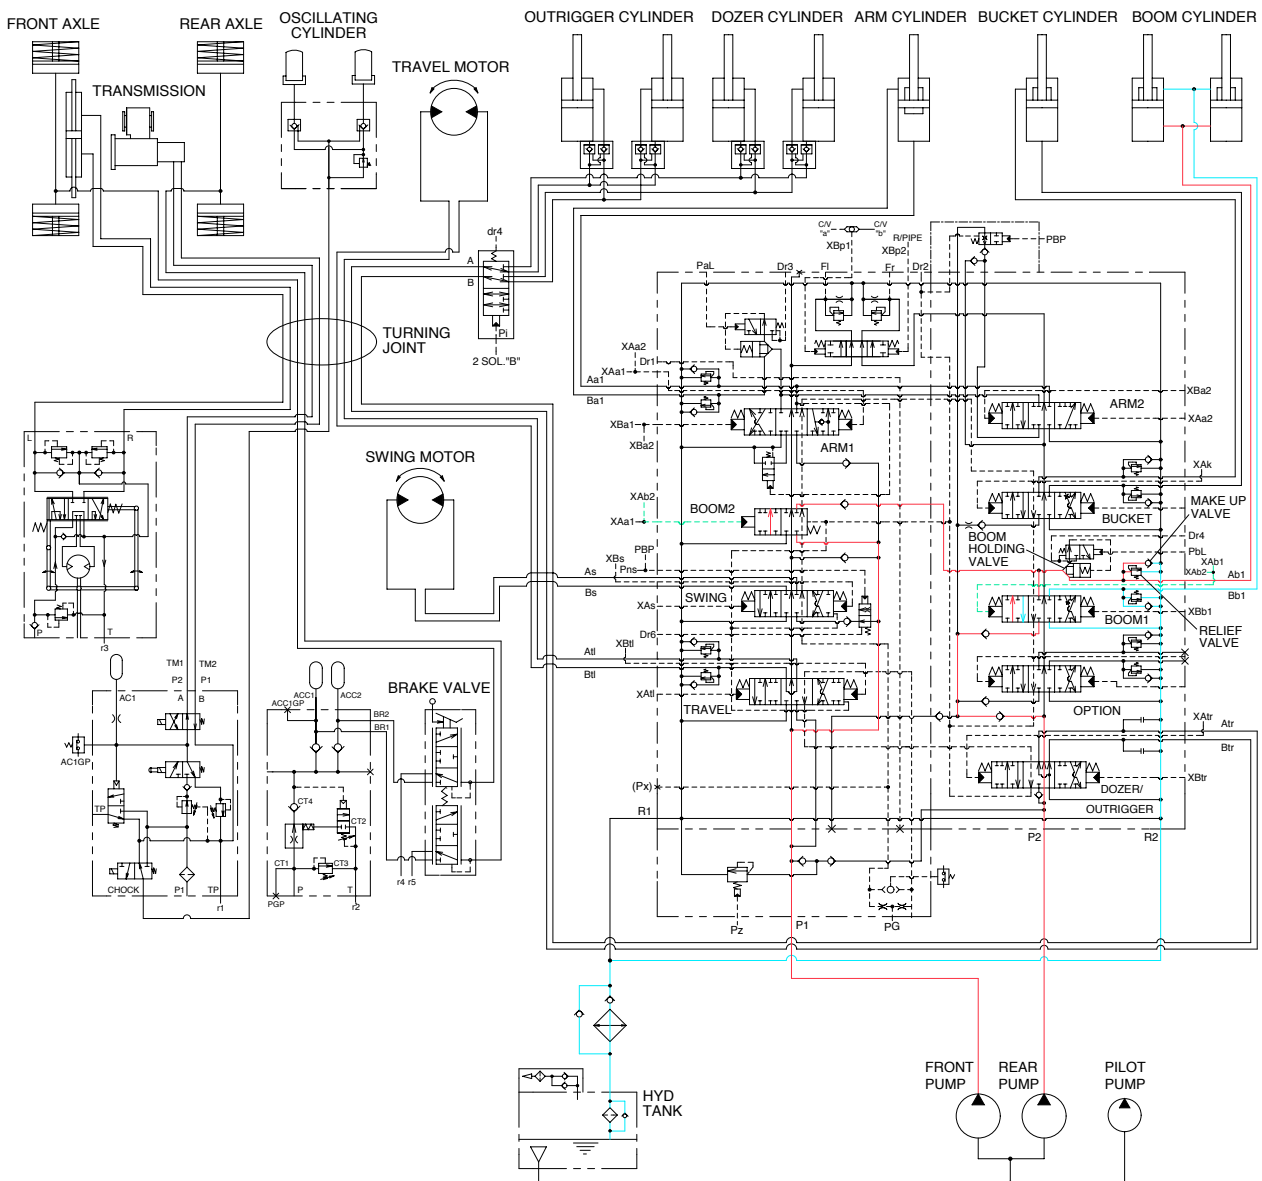 FRONT AXLE
REAR AXLE
OSCILLATING
CYLINDER
OUTRIGGER CYLINDER
DOZER CYLINDER
ARM CYLINDER
BUCKET CYLINDER
BOOM CYLINDER
TRANSMISSION
TRAVEL MOTOR
dr4
A
B
Pi
2 SOL."B"
TURNING
JOINT
C/V
"a"
C/V
"b"
XBp1
R/PIPE
XBp2
PBP
PaL
Dr3
Fl
Fr
Dr2
XAa2
Dr1
XAa1
Aa1
Ba1
XBa1
XBa2
ARM1
XBa2
ARM2
XAa2
L
R
SWING MOTOR
XAb2
BOOM2
XAa1
XAk
BUCKET
MAKE UP
VALVE
BOOM
HOLDING
VALVE
Dr4
PbL
XAb1
XAb2
Ab1
Bb1
XBs
PBP
Pns
As
Bs
SWING
XAs
XBb1
BOOM1
RELIEF
VALVE
Dr6
XBtl
Atl
Btl
XAtl
TRAVEL
OPTION
XAtr
Atr
Btr
XBtr
DOZER/
OUTRIGGER
P
T
r3
TM1
TM2
P2
P1
A
B
AC1
AC1GP
TP
CHOCK
P1
TP
r1
ACC1
ACC2
ACC1GP
BR2
BR1
CT4
CT2
CT1
CT3
PGP
P
T
r2
BRAKE VALVE
r4
r5
(Px)
R1
P2
R2
Pz
P1
PG
FRONT
PUMP
REAR
PUMP
PILOT
PUMP
HYD
TANK